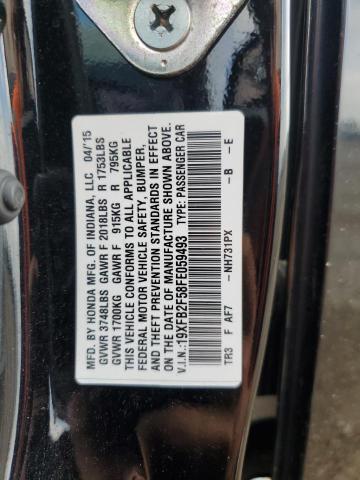 MFD. BY HONDA MFG. OF INDIANA, LLC 04/15
GVWR 3748LBS GAWR F 2018LBS R 1753LBS
GVWR 1700KG GAWR F 915KG R 795KG
THIS VEHICLE CONFORMS TO ALL APPLICABLE
FEDERAL MOTOR VEHICLE SAFETY, BUMPER,
AND THEFT PREVENTION STANDARDS IN EFFECT
ON THE DATE OF MANUFACTURE SHOWN ABOVE.
V.I.N.: 19XFB2F58FE059493 TYPE: PASSENGER CAR
TR3 F AF7 -NH731PX -B -E